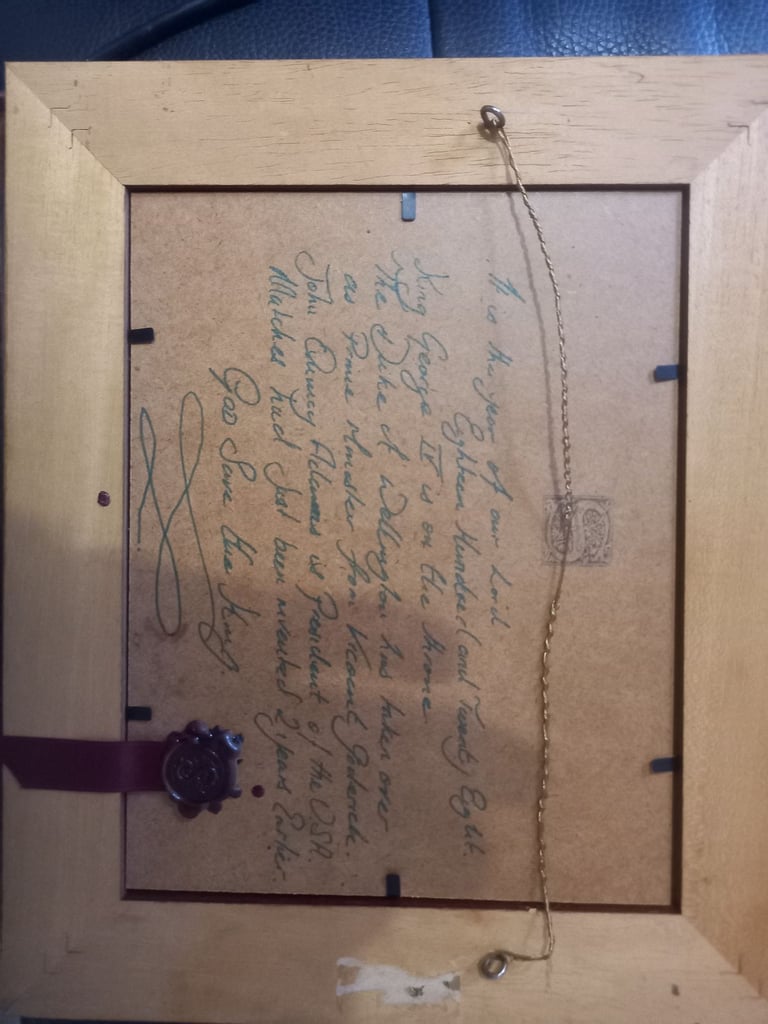 It is the year of our Lord
Eighteen Hundred and Twenty Eight.
King George IV is on the throne
The Duke of Wellington has taken over
as Prime Minister from Viscount Goderich.
John Quincy Adams is President of the USA.
Matches had just been invented 2 years Earlier.
God Save the King.